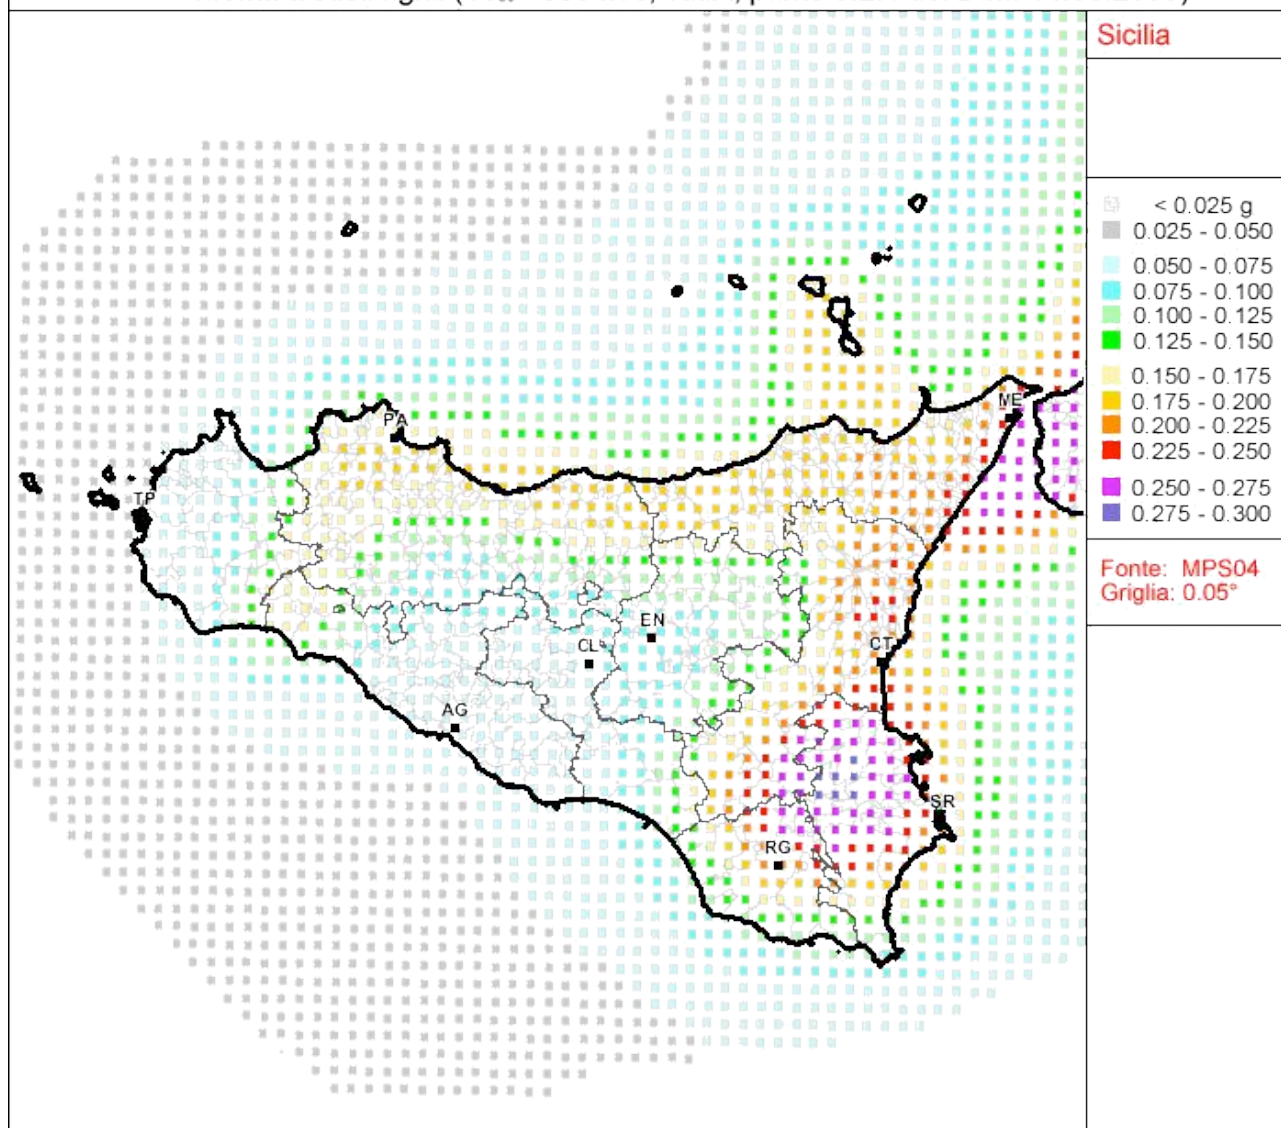 Sicilia
< 0.025 g
0.025 - 0.050
0.050 - 0.075
0.075 - 0.100
0.100 - 0.125
0.125 - 0.150
0.150 - 0.175
0.175 - 0.200
0.200 - 0.225
0.225 - 0.250
0.250 - 0.275
0.275 - 0.300
Fonte: MPS04
Griglia: 0.05°
ME
PA
TP
EN
CL
CT
AG
SR
RG